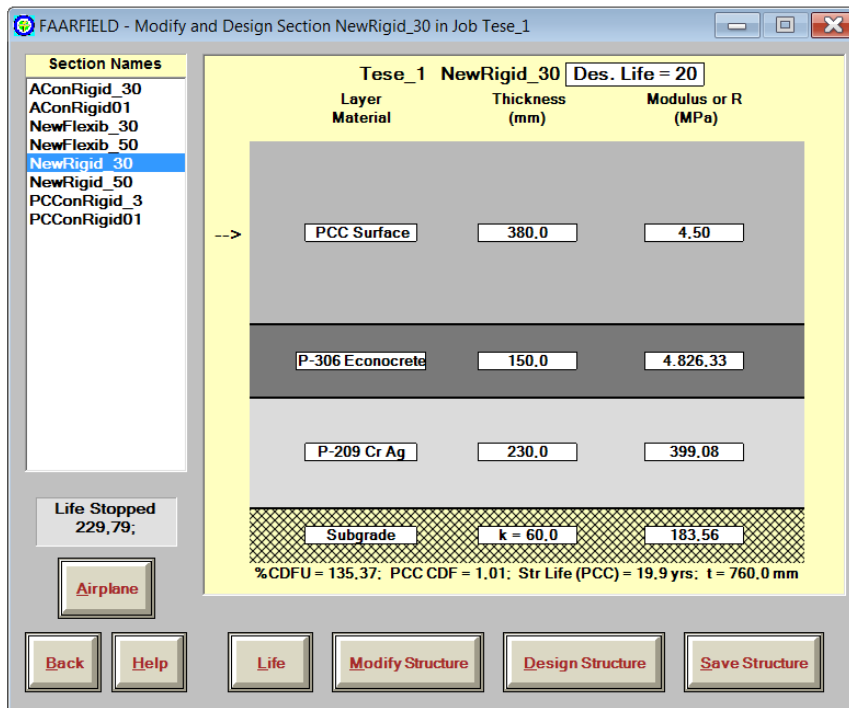 FAARFIELD - Modify and Design Section NewRigid_30 in Job Tese_1
Section Names
AConRigid_30
AConRigid01
NewFlexib_30
NewFlexib_50
NewRigid_30
NewRigid_50
PCConRigid_3
PCConRigid01
Life Stopped
229,79;
Airplane
Back Help
Tese_1 NewRigid_30 Des. Life = 20
Layer Material Thickness (mm) Modulus or R (MPa)
--> PCC Surface 380,0 4,50
P-306 Econocrete 150,0 4.826,33
P-209 Cr Ag 230,0 399,08
Subgrade k = 60,0 183,56
%CDFU = 135,37; PCC CDF = 1,01; Str Life (PCC) = 19,9 yrs; t = 760,0 mm
Life Modify Structure Design Structure Save Structure